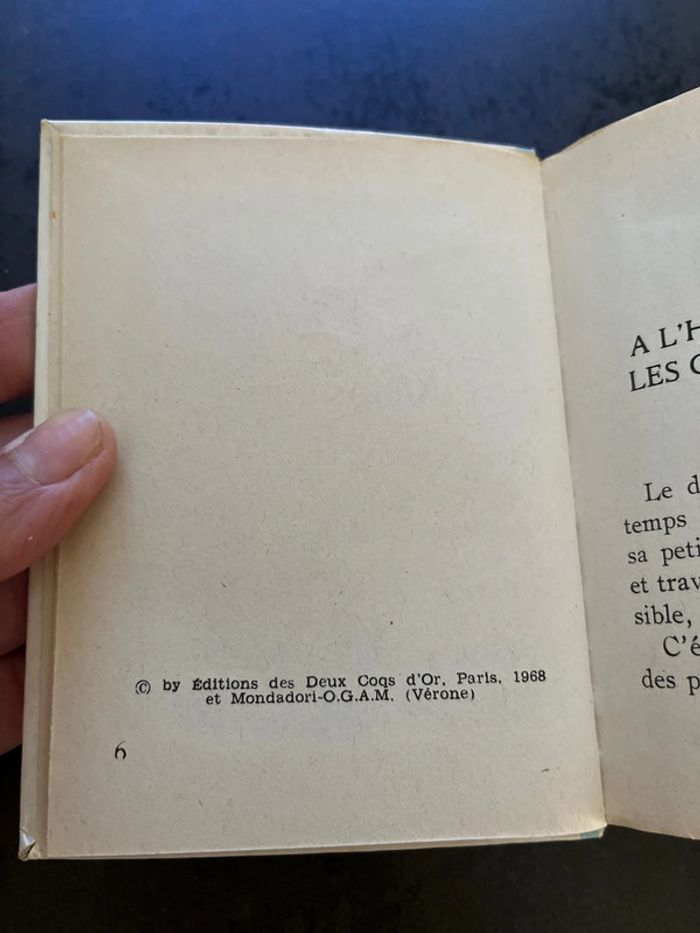 © by Éditions des Deux Coqs d'Or, Paris, 1968
et Mondadori-O.G.A.M. (Vérone)
6
A L'H
LES
Le d
temps
sa peti
et trav
sible,
C'é
des p